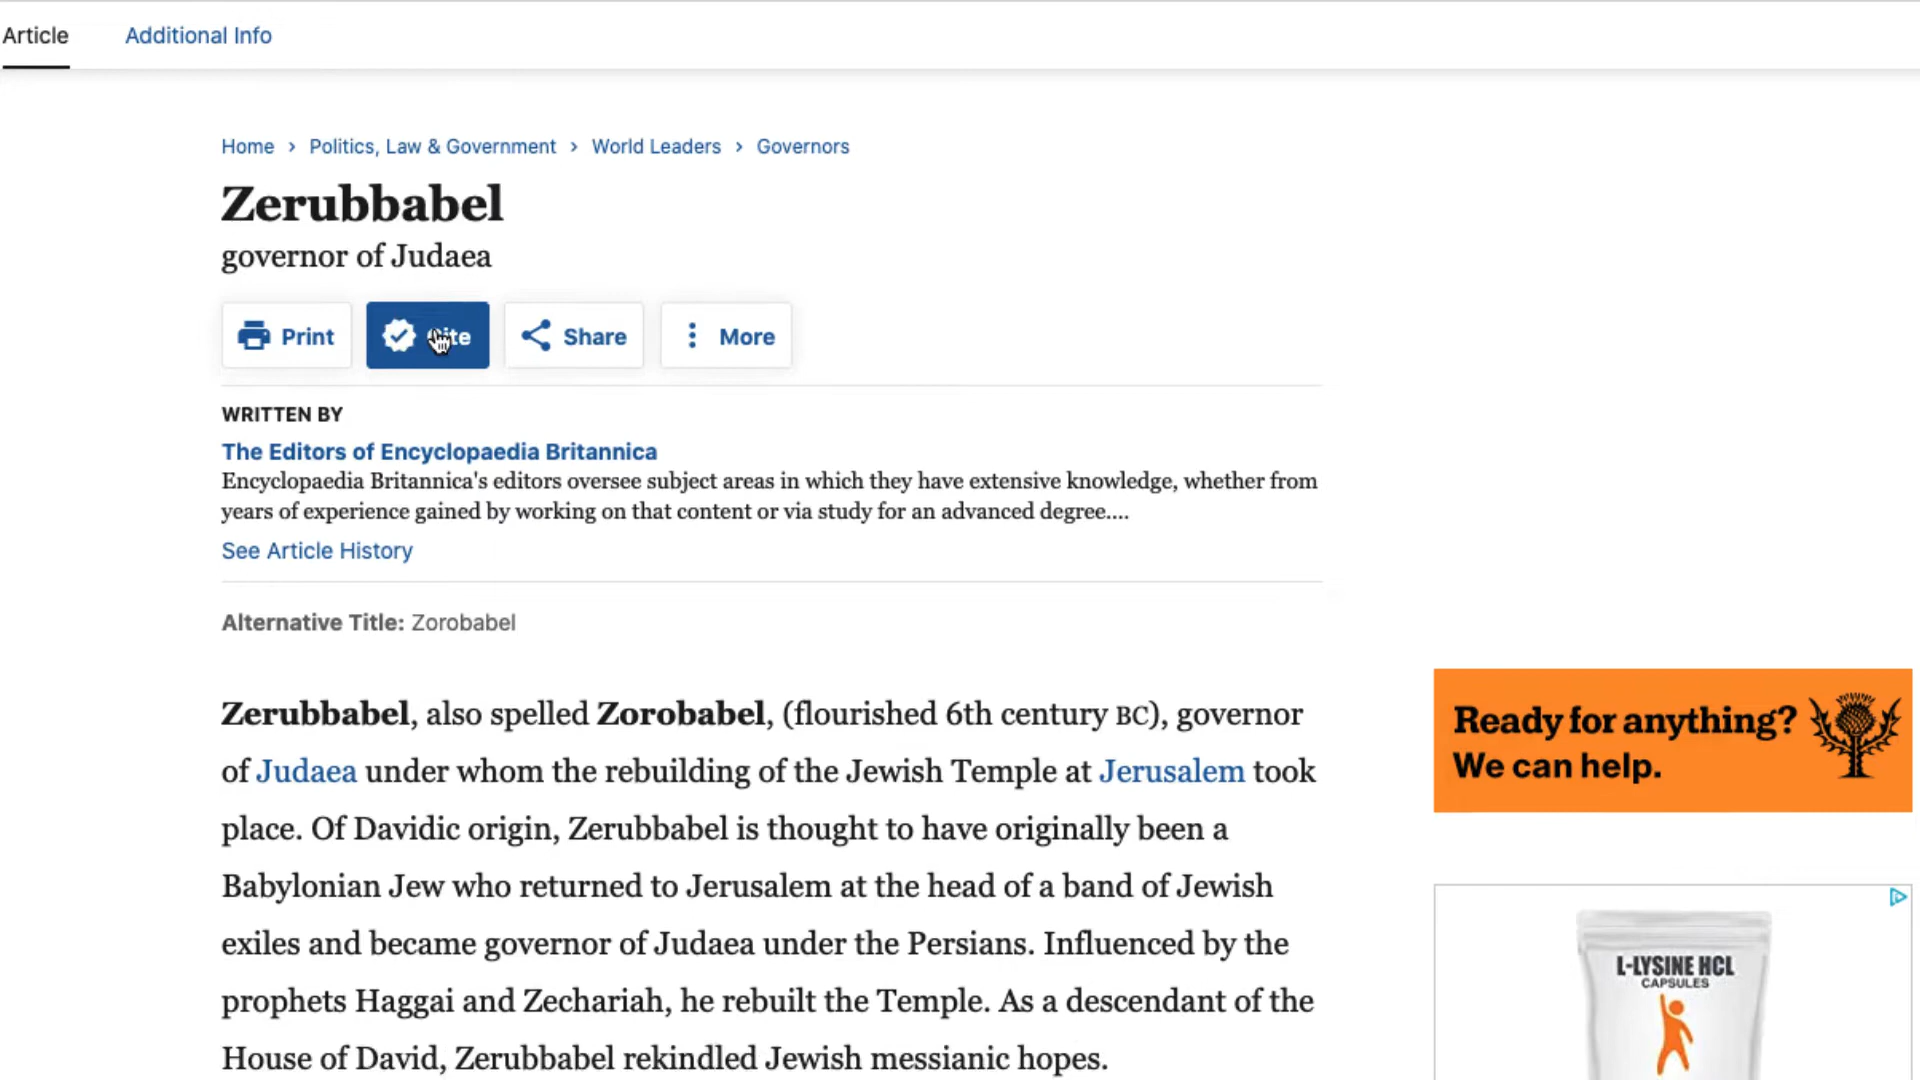 Article
Additional Info
Home > Politics, Law & Government > World Leaders > Governors
Zerubbabel
governor of Judaea
Print
Share
More
WRITTEN BY
The Editors of Encyclopaedia Britannica
Encyclopaedia Britannica's editors oversee subject areas in which they have extensive knowledge, whether from
years of experience gained by working on that content or via study for an advanced degree....
See Article History
Alternative Title: Zorobabel
Zerubbabel, also spelled Zorobabel, (flourished 6th century BC), governor
of Judaea under whom the rebuilding of the Jewish Temple at Jerusalem took
place. Of Davidic origin, Zerubbabel is thought to have originally been a
Babylonian Jew who returned to Jerusalem at the head of a band of Jewish
exiles and became governor of Judaea under the Persians. Influenced by the
prophets Haggai and Zechariah, he rebuilt the Temple. As a descendant of the
House of David, Zerubbabel rekindled Jewish messianic hopes.
Ready for anything?
We can help.
L-LYSINE HCL
CAPSULES